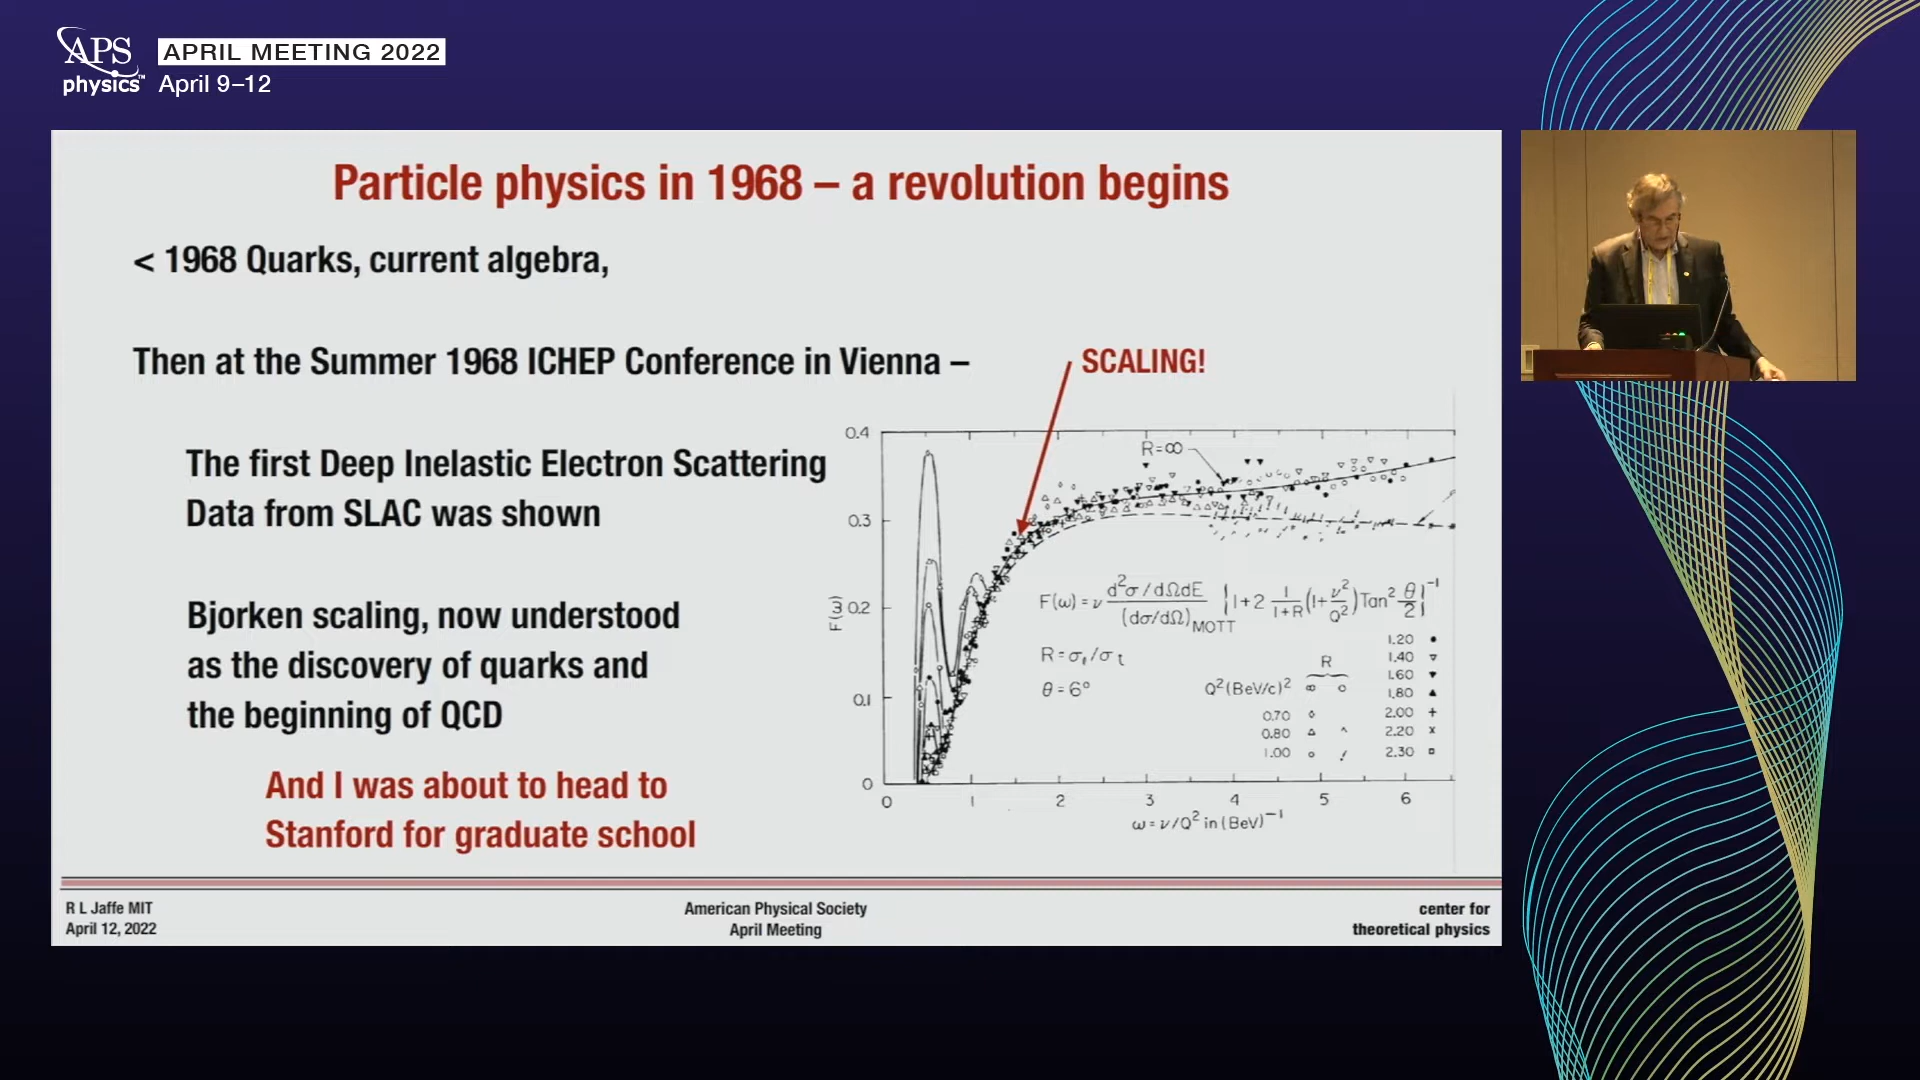 APS
physics™
APRIL MEETING 2022
April 9–12
Particle physics in 1968 – a revolution begins
< 1968 Quarks, current algebra,
Then at the Summer 1968 ICHEP Conference in Vienna –
SCALING!
The first Deep Inelastic Electron Scattering
Data from SLAC was shown
Bjorken scaling, now understood
as the discovery of quarks and
the beginning of QCD
And I was about to head to
Stanford for graduate school
0.4
0.3
0.2
0.1
0
F(ω)
R=∞
F(ω) = ν d²σ/dΩdE / (dσ/dΩ)MOTT {1+2 1/1+R (1+ν²/Q²) Tan² θ/2}⁻¹
R = σℓ/σt
θ = 6°
R
Q² (BeV/c)² ∞ 0
0.70
0.80
1.00
1.20
1.40
1.60
1.80
2.00
2.20
2.30
0 1 2 3 4 5 6
ω = ν/Q² in (BeV)⁻¹
R L Jaffe MIT
April 12, 2022
American Physical Society
April Meeting
center for
theoretical physics